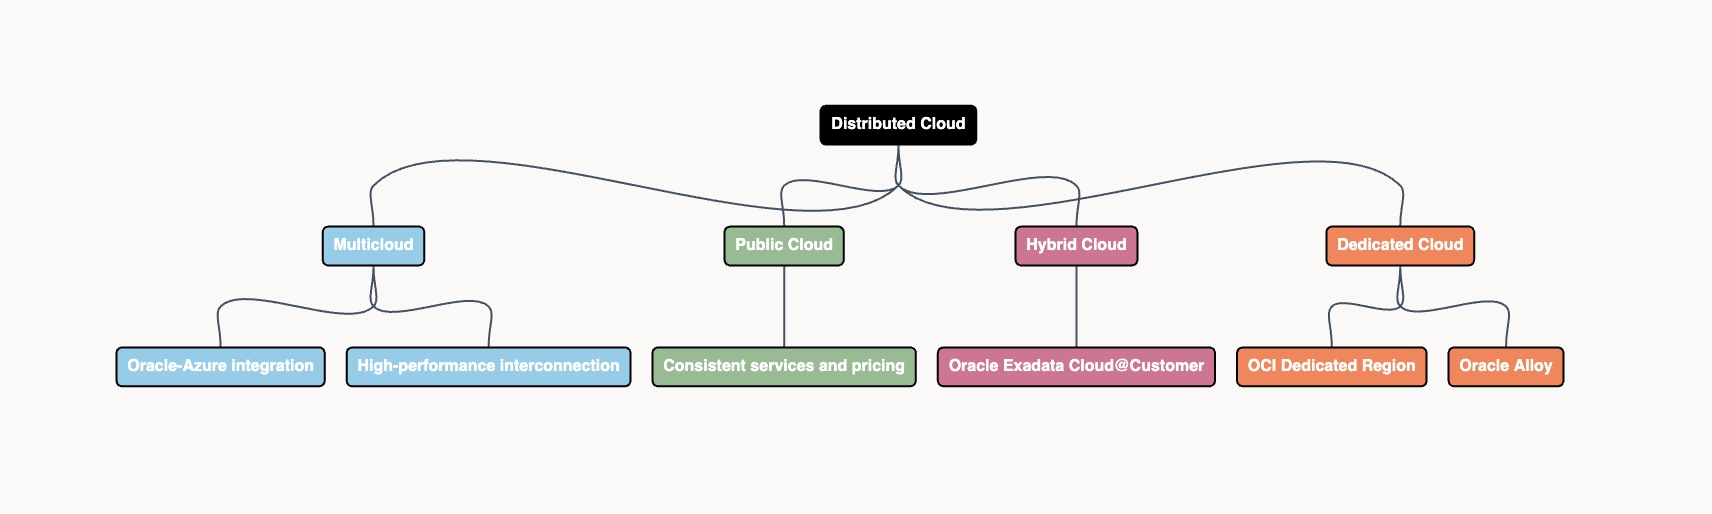 Distributed Cloud
Multicloud
Public Cloud
Hybrid Cloud
Dedicated Cloud
Oracle-Azure integration
High-performance interconnection
Consistent services and pricing
Oracle Exadata Cloud@Customer
OCI Dedicated Region
Oracle Alloy